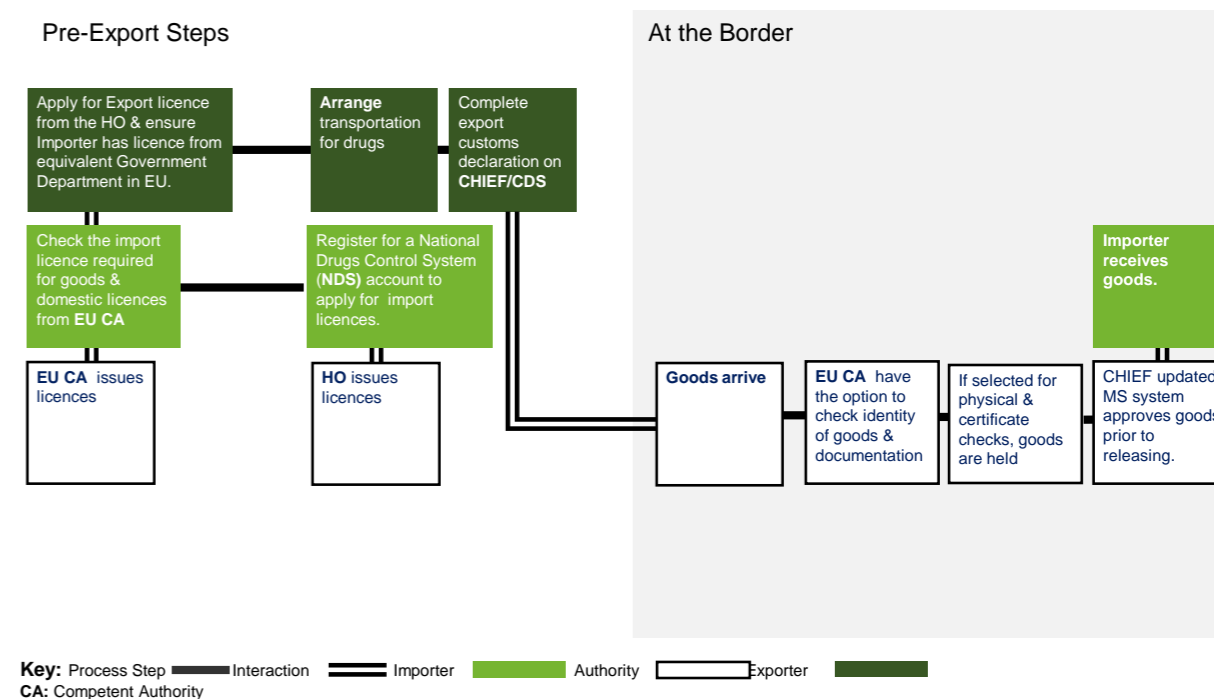 Pre-Export Steps
At the Border
Apply for Export licence
from the HO & ensure
Importer has licence from
equivalent Government
Department in EU.
Arrange
transportation
for drugs
Complete
export
customs
declaration on
CHIEF/CDS
Check the import
licence required
for goods &
domestic licences
from EU CA
Register for a National
Drugs Control System
(NDS) account to
apply for import
licences.
Importer
receives
goods.
EU CA issues
licences
HO issues
licences
Goods arrive
EU CA have
the option to
check identity
of goods &
documentation
If selected for
physical &
certificate
checks, goods
are held
CHIEF updated
MS system
approves goods
prior to
releasing.
Key: Process Step Interaction Importer Authority Exporter
CA: Competent Authority